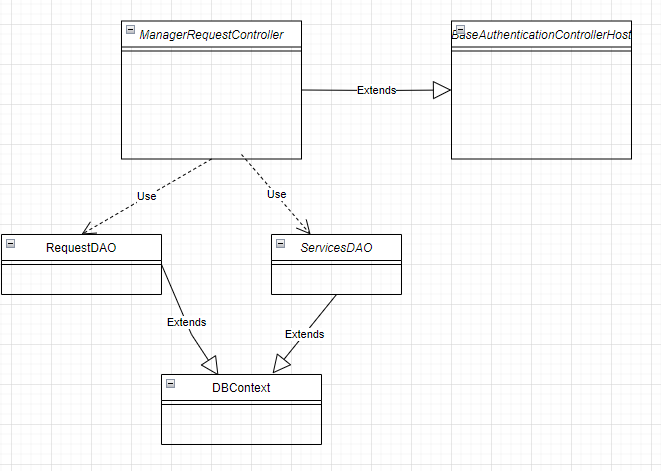 ManagerRequestController
BaseAuthenticationControllerHost
Extends
Use
Use
RequestDAO
ServicesDAO
Extends
Extends
DBContext